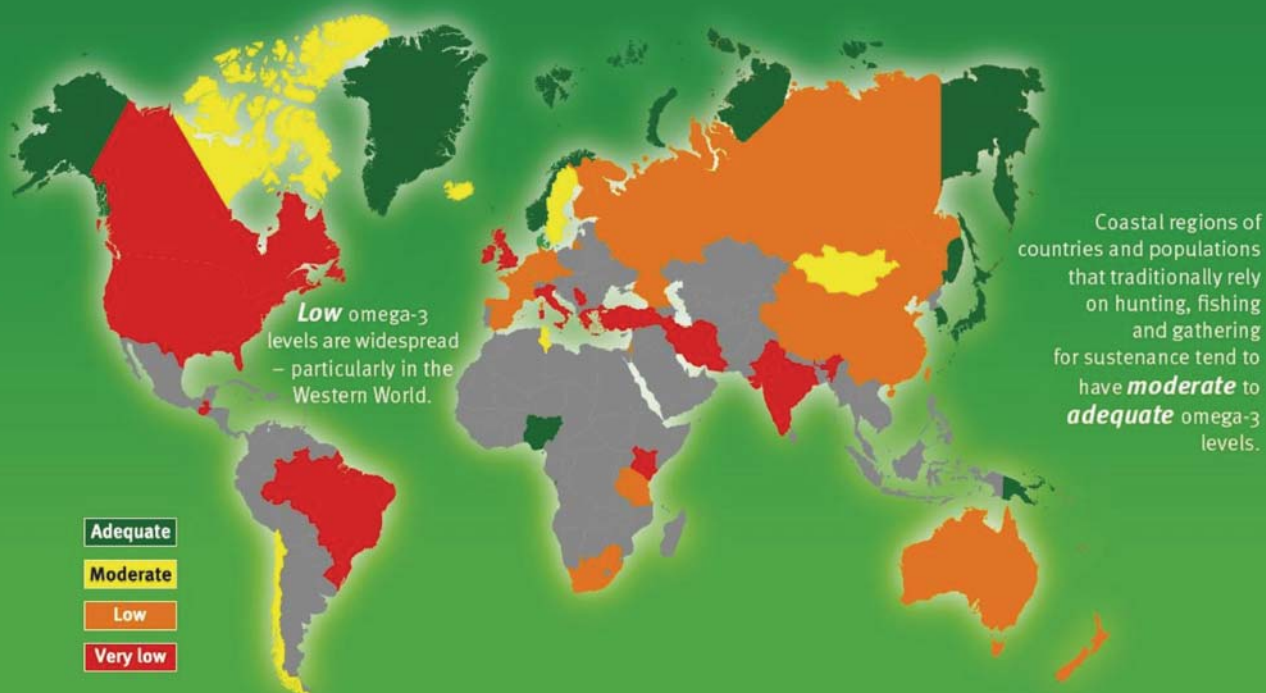 Low omega-3
levels are widespread
– particularly in the
Western World.
Coastal regions of
countries and populations
that traditionally rely
on hunting, fishing
and gathering
for sustenance tend to
have moderate to
adequate omega-3
levels.
Adequate
Moderate
Low
Very low